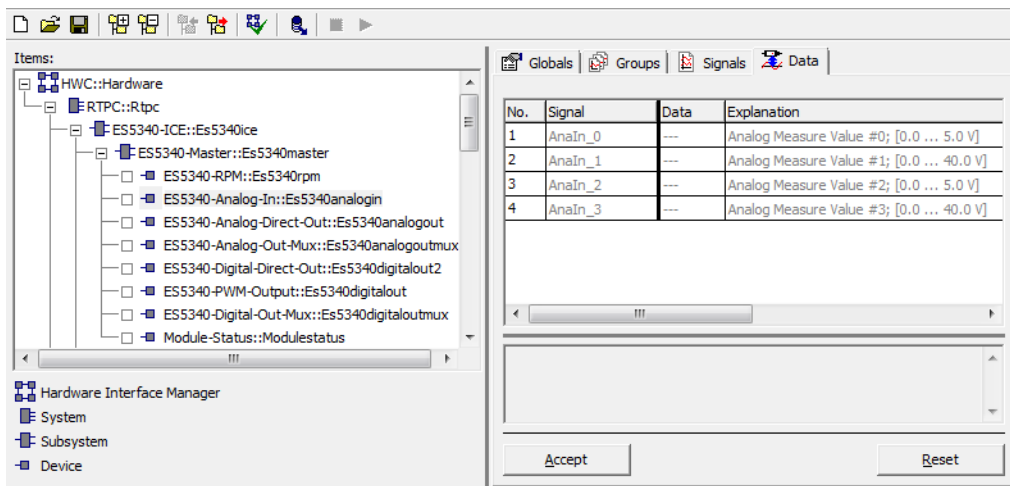 Items:
HWC::Hardware
RTPC::Rtpc
ES5340-ICE::Es5340ice
ES5340-Master::Es5340master
ES5340-RPM::Es5340rpm
ES5340-Analog-In::Es5340analogin
ES5340-Analog-Direct-Out::Es5340analogout
ES5340-Analog-Out-Mux::Es5340analogoutmux
ES5340-Digital-Direct-Out::Es5340digitalout2
ES5340-PWM-Output::Es5340digitalout
ES5340-Digital-Out-Mux::Es5340digitaloutmux
Module-Status::Modulestatus
Hardware Interface Manager
System
Subsystem
Device
Globals Groups Signals Data
No. Signal Data Explanation
1 AnaIn_0 --- Analog Measure Value #0; [0.0 ... 5.0 V]
2 AnaIn_1 --- Analog Measure Value #1; [0.0 ... 40.0 V]
3 AnaIn_2 --- Analog Measure Value #2; [0.0 ... 5.0 V]
4 AnaIn_3 --- Analog Measure Value #3; [0.0 ... 40.0 V]
Accept Reset